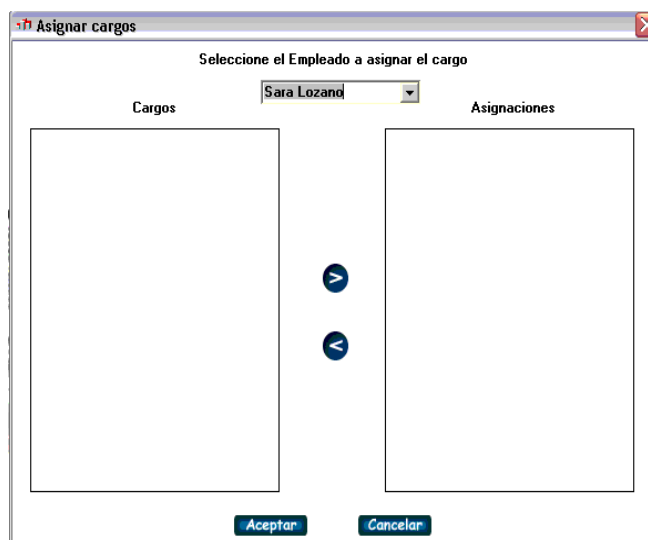 Asignar cargos
Seleccione el Empleado a asignar el cargo
Sara Lozano
Cargos
Asignaciones
>
<
Aceptar
Cancelar